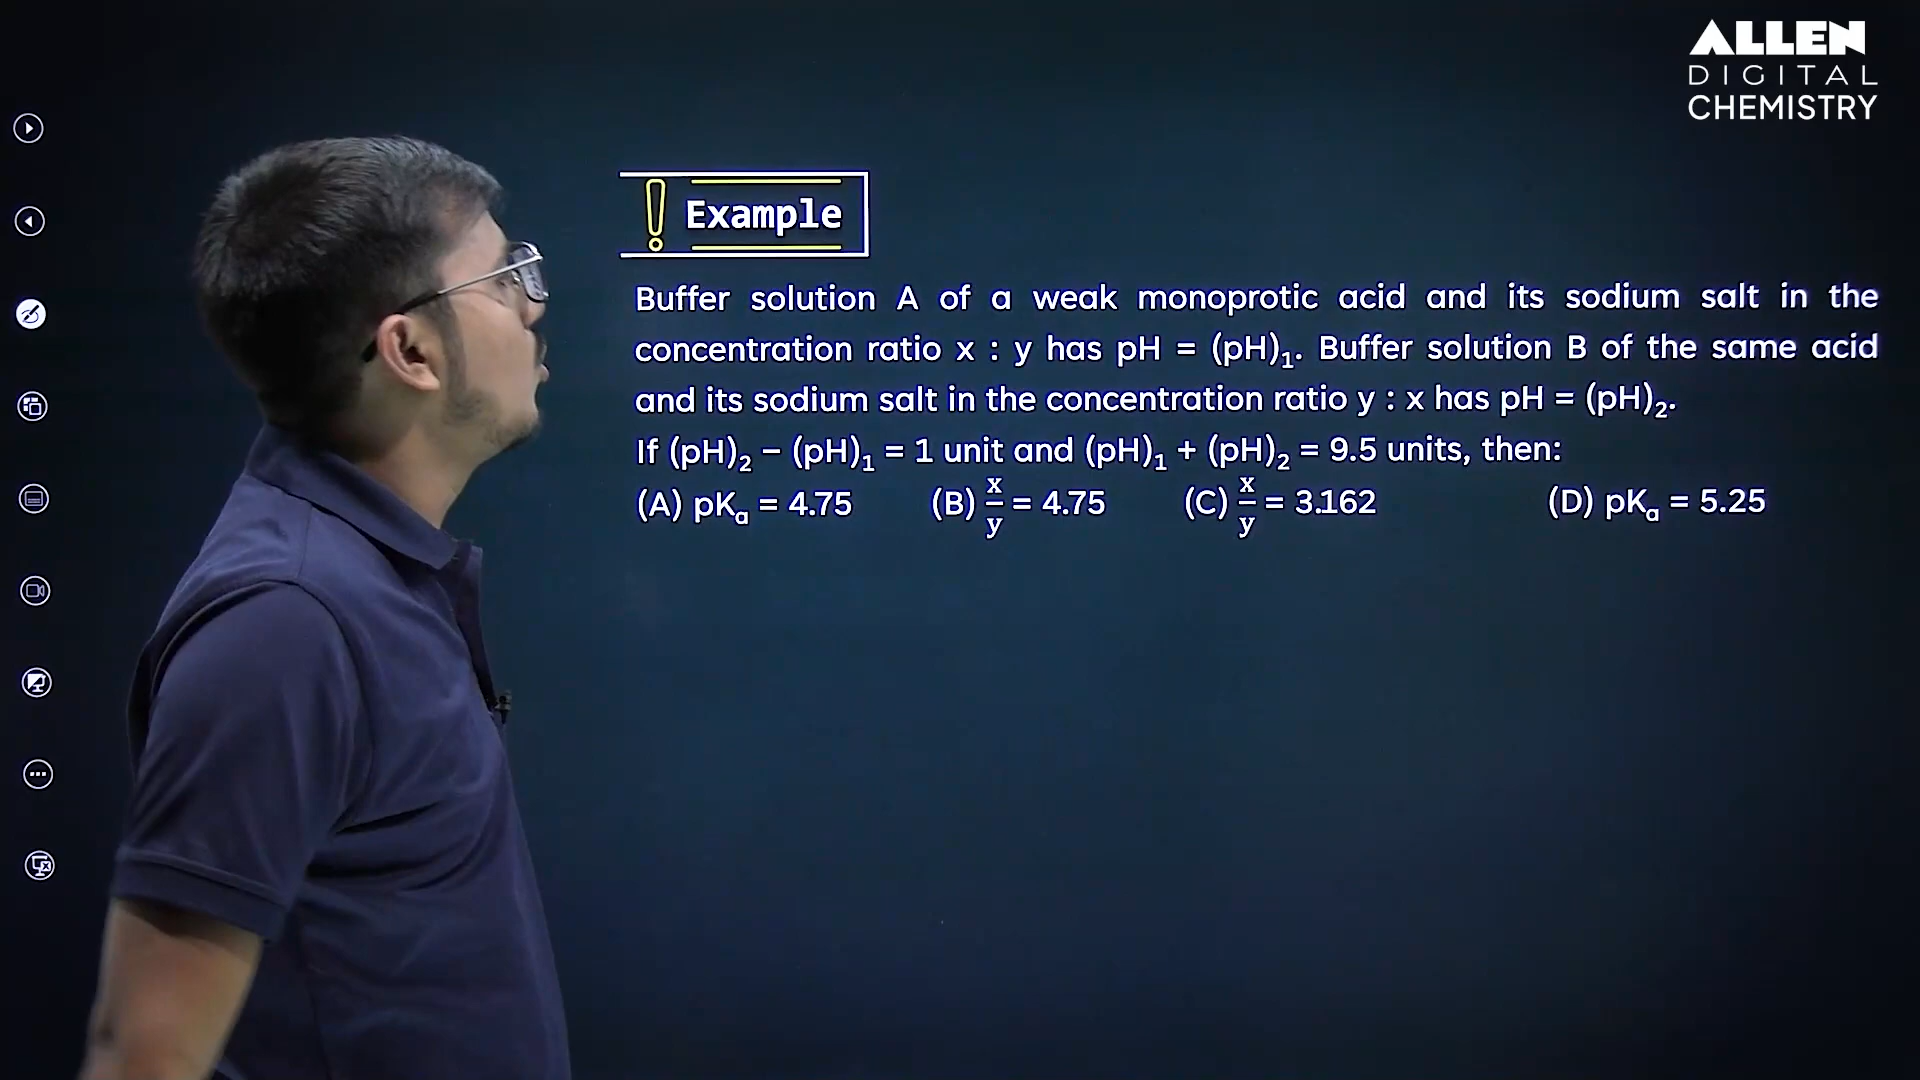 ALLEN
DIGITAL
CHEMISTRY
Example
Buffer solution A of a weak monoprotic acid and its sodium salt in the
concentration ratio x : y has pH = (pH)₁. Buffer solution B of the same acid
and its sodium salt in the concentration ratio y : x has pH = (pH)₂.
If (pH)₂ − (pH)₁ = 1 unit and (pH)₁ + (pH)₂ = 9.5 units, then:
(A) pKₐ = 4.75 (B) x/y = 4.75 (C) x/y = 3.162 (D) pKₐ = 5.25